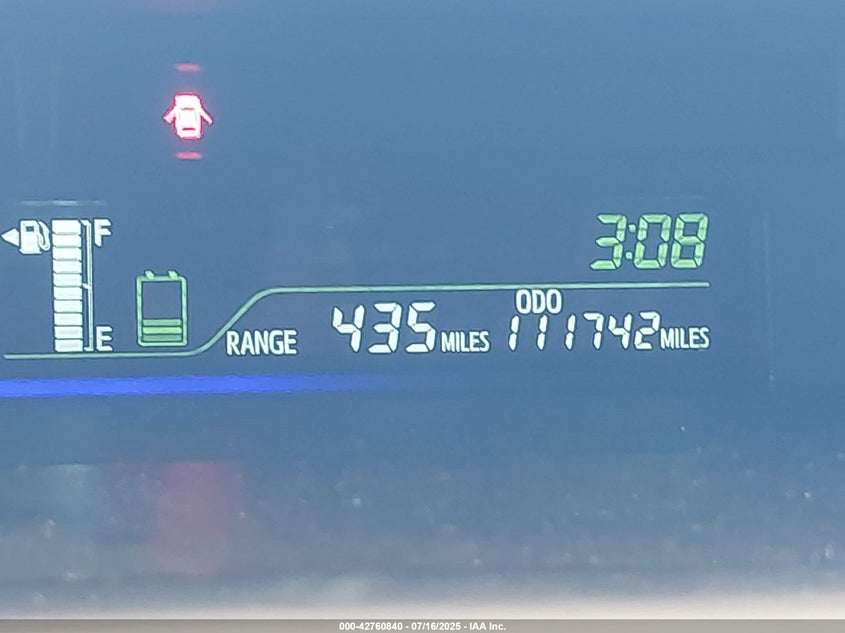 3:08
F
E
ODO
RANGE 435 MILES 111742 MILES
000-42760840 - 07/16/2025 - IAA Inc.